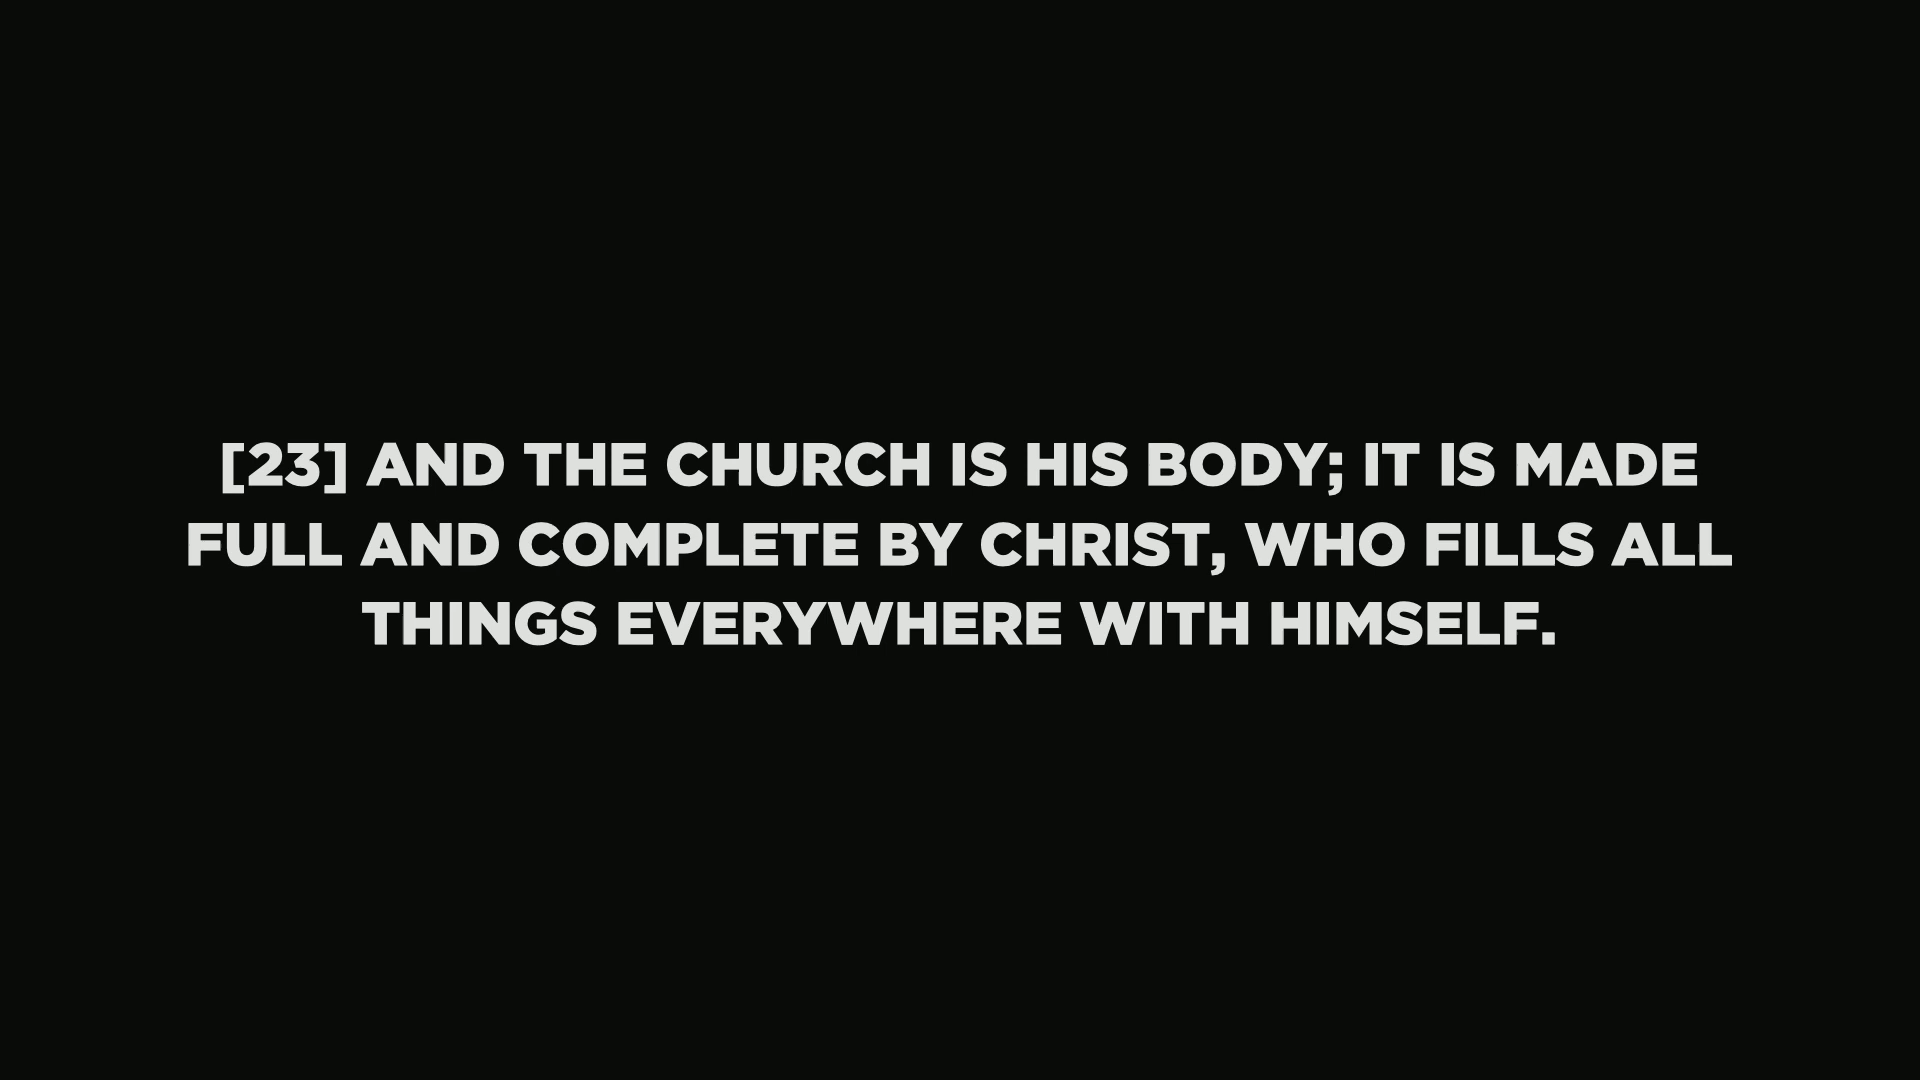 [23] AND THE CHURCH IS HIS BODY; IT IS MADE
FULL AND COMPLETE BY CHRIST, WHO FILLS ALL
THINGS EVERYWHERE WITH HIMSELF.